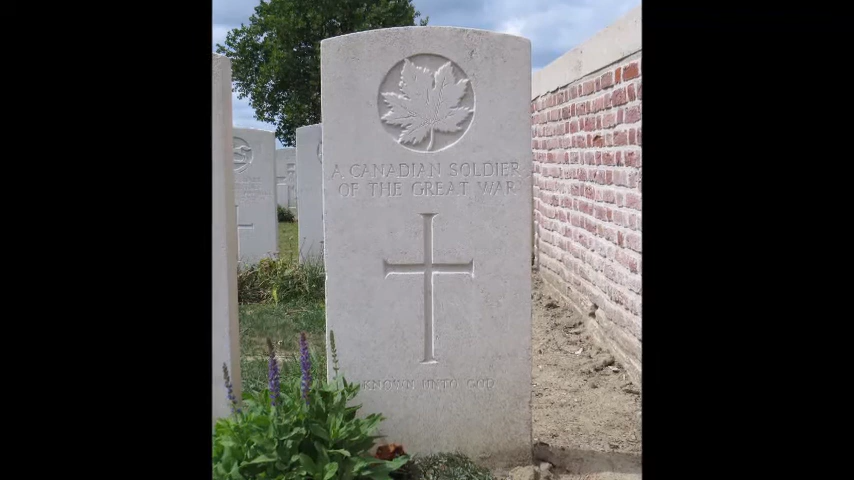 A CANADIAN SOLDIER
OF THE GREAT WAR
KNOWN UNTO GOD